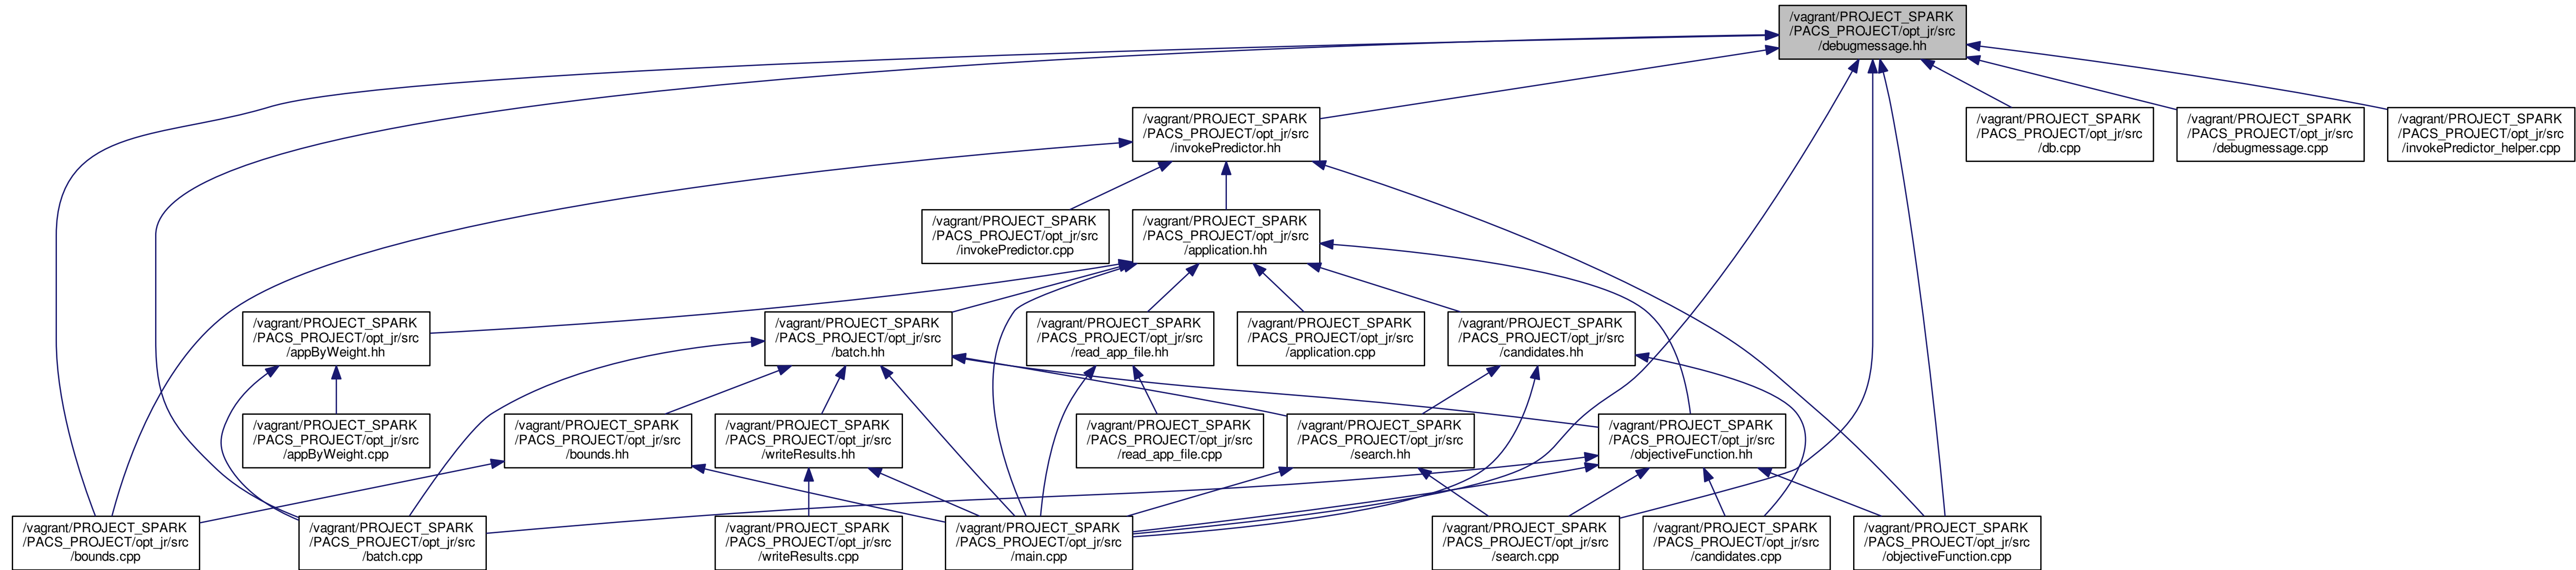 /vagrant/PROJECT_SPARK
/PACS_PROJECT/opt_jr/src
/debugmessage.hh
/vagrant/PROJECT_SPARK
/PACS_PROJECT/opt_jr/src
/invokePredictor.hh
/vagrant/PROJECT_SPARK
/PACS_PROJECT/opt_jr/src
/db.cpp
/vagrant/PROJECT_SPARK
/PACS_PROJECT/opt_jr/src
/debugmessage.cpp
/vagrant/PROJECT_SPARK
/PACS_PROJECT/opt_jr/src
/invokePredictor_helper.cpp
/vagrant/PROJECT_SPARK
/PACS_PROJECT/opt_jr/src
/invokePredictor.cpp
/vagrant/PROJECT_SPARK
/PACS_PROJECT/opt_jr/src
/application.hh
/vagrant/PROJECT_SPARK
/PACS_PROJECT/opt_jr/src
/appByWeight.hh
/vagrant/PROJECT_SPARK
/PACS_PROJECT/opt_jr/src
/batch.hh
/vagrant/PROJECT_SPARK
/PACS_PROJECT/opt_jr/src
/read_app_file.hh
/vagrant/PROJECT_SPARK
/PACS_PROJECT/opt_jr/src
/application.cpp
/vagrant/PROJECT_SPARK
/PACS_PROJECT/opt_jr/src
/candidates.hh
/vagrant/PROJECT_SPARK
/PACS_PROJECT/opt_jr/src
/appByWeight.cpp
/vagrant/PROJECT_SPARK
/PACS_PROJECT/opt_jr/src
/bounds.hh
/vagrant/PROJECT_SPARK
/PACS_PROJECT/opt_jr/src
/writeResults.hh
/vagrant/PROJECT_SPARK
/PACS_PROJECT/opt_jr/src
/read_app_file.cpp
/vagrant/PROJECT_SPARK
/PACS_PROJECT/opt_jr/src
/search.hh
/vagrant/PROJECT_SPARK
/PACS_PROJECT/opt_jr/src
/objectiveFunction.hh
/vagrant/PROJECT_SPARK
/PACS_PROJECT/opt_jr/src
/bounds.cpp
/vagrant/PROJECT_SPARK
/PACS_PROJECT/opt_jr/src
/batch.cpp
/vagrant/PROJECT_SPARK
/PACS_PROJECT/opt_jr/src
/writeResults.cpp
/vagrant/PROJECT_SPARK
/PACS_PROJECT/opt_jr/src
/main.cpp
/vagrant/PROJECT_SPARK
/PACS_PROJECT/opt_jr/src
/search.cpp
/vagrant/PROJECT_SPARK
/PACS_PROJECT/opt_jr/src
/candidates.cpp
/vagrant/PROJECT_SPARK
/PACS_PROJECT/opt_jr/src
/objectiveFunction.cpp